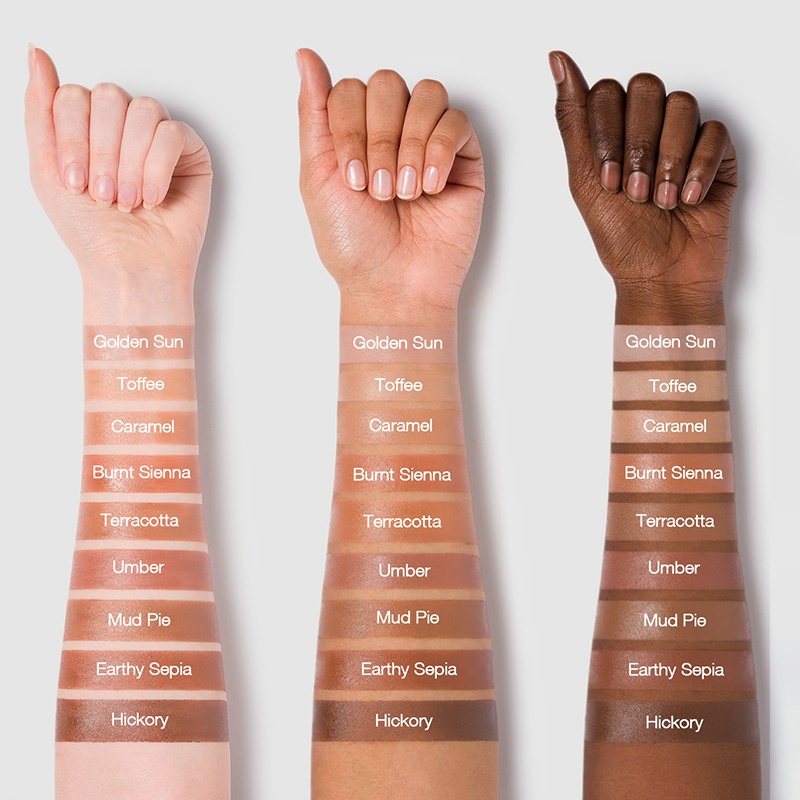 Golden Sun
Toffee
Caramel
Burnt Sienna
Terracotta
Umber
Mud Pie
Earthy Sepia
Hickory
Golden Sun
Toffee
Caramel
Burnt Sienna
Terracotta
Umber
Mud Pie
Earthy Sepia
Hickory
Golden Sun
Toffee
Caramel
Burnt Sienna
Terracotta
Umber
Mud Pie
Earthy Sepia
Hickory